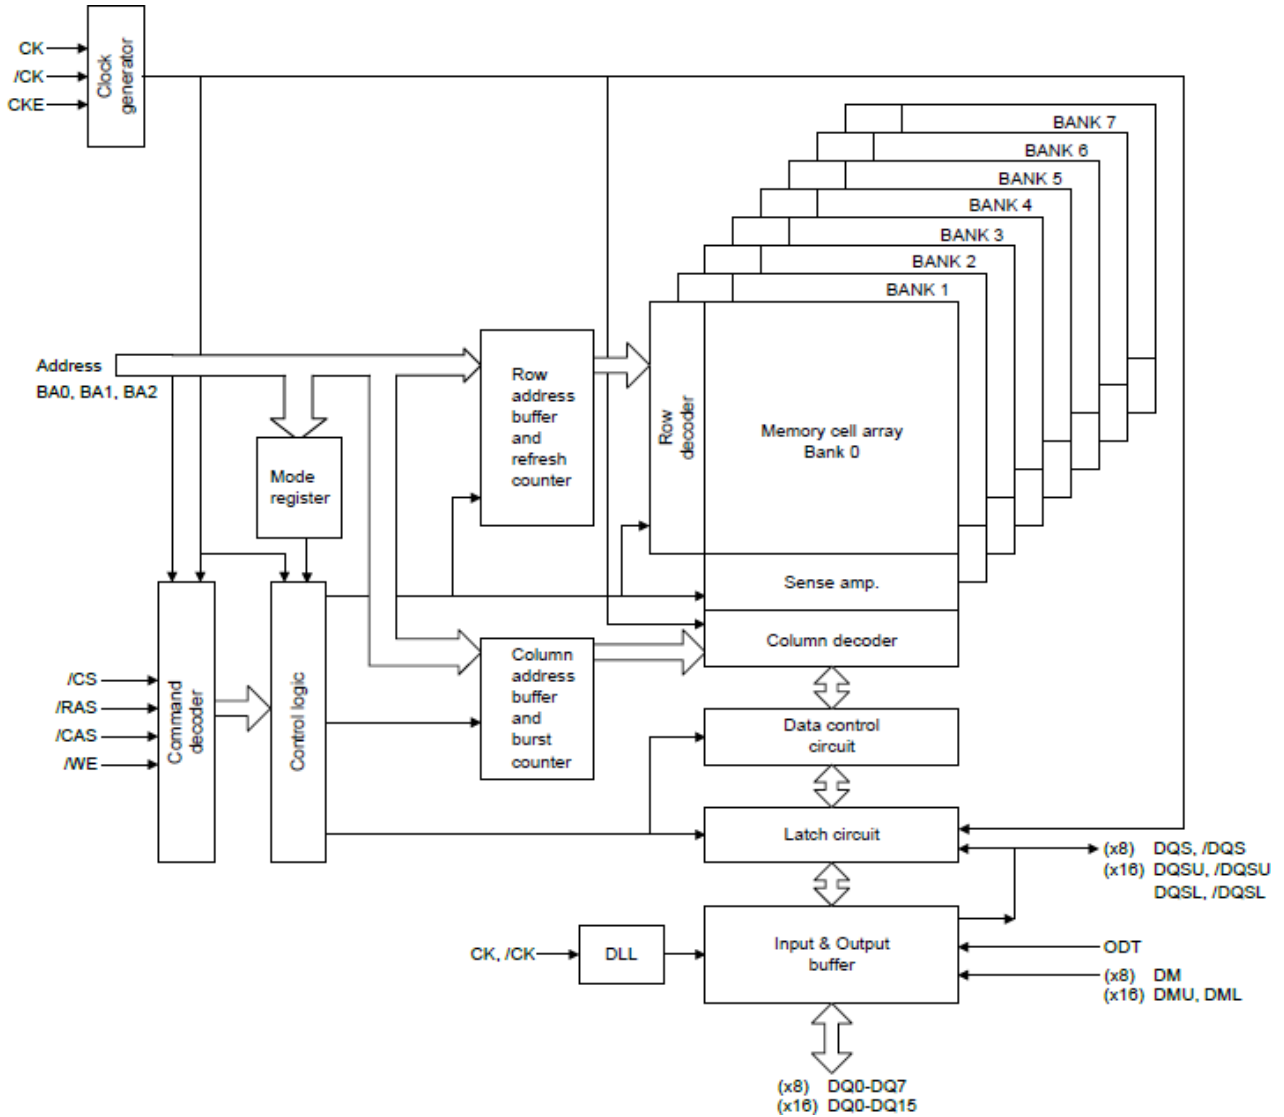 CK
/CK
CKE
Clock
generator
BANK 7
BANK 6
BANK 5
BANK 4
BANK 3
BANK 2
BANK 1
Address
BA0, BA1, BA2
Mode
register
Row
address
buffer
and
refresh
counter
Row
decoder
Memory cell array
Bank 0
Sense amp.
Column decoder
/CS
/RAS
/CAS
/WE
Command
decoder
Control logic
Column
address
buffer
and
burst
counter
Data control
circuit
Latch circuit
(x8) DQS, /DQS
(x16) DQSU, /DQSU
DQSL, /DQSL
CK, /CK
DLL
Input & Output
buffer
ODT
(x8) DM
(x16) DMU, DML
(x8) DQ0-DQ7
(x16) DQ0-DQ15